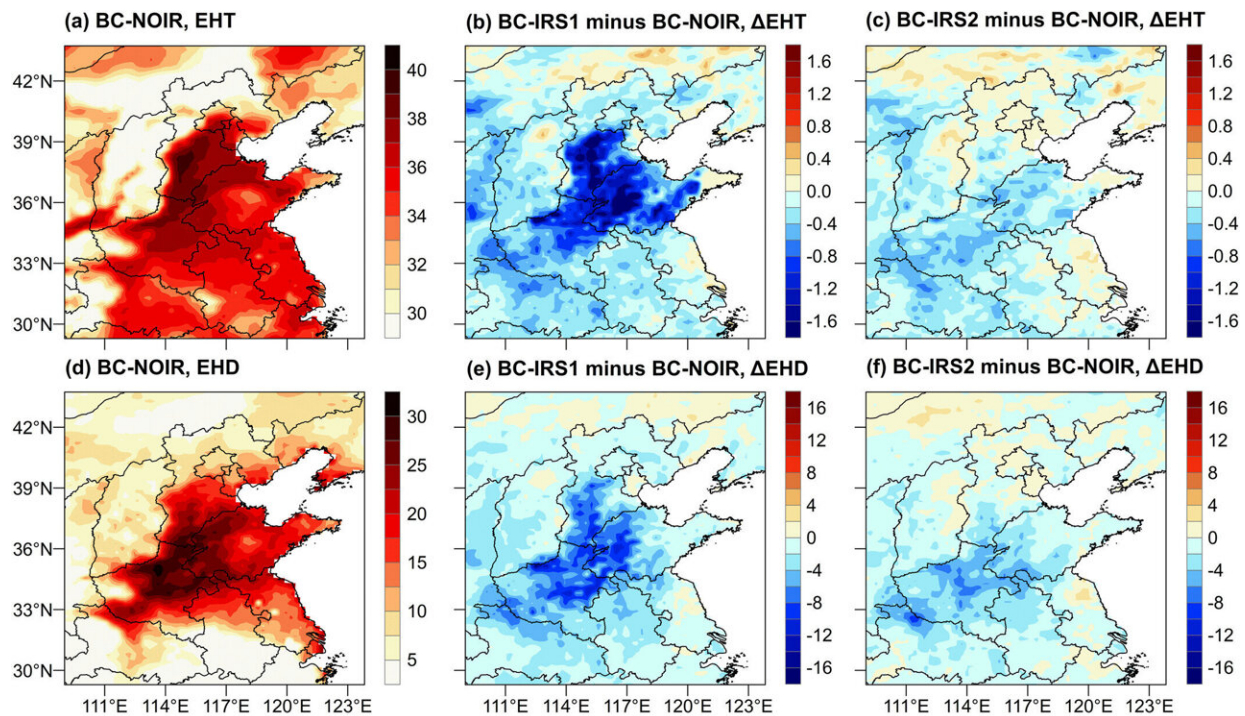 (a) BC-NOIR, EHT
(b) BC-IRS1 minus BC-NOIR, ΔEHT
(c) BC-IRS2 minus BC-NOIR, ΔEHT
42°N
39°N
36°N
33°N
30°N
40
38
36
34
32
30
1.6
1.2
0.8
0.4
0.0
-0.4
-0.8
-1.2
-1.6
1.6
1.2
0.8
0.4
0.0
-0.4
-0.8
-1.2
-1.6
(d) BC-NOIR, EHD
(e) BC-IRS1 minus BC-NOIR, ΔEHD
(f) BC-IRS2 minus BC-NOIR, ΔEHD
42°N
39°N
36°N
33°N
30°N
30
25
20
15
10
5
16
12
8
4
0
-4
-8
-12
-16
16
12
8
4
0
-4
-8
-12
-16
111°E 114°E 117°E 120°E 123°E
111°E 114°E 117°E 120°E 123°E
111°E 114°E 117°E 120°E 123°E